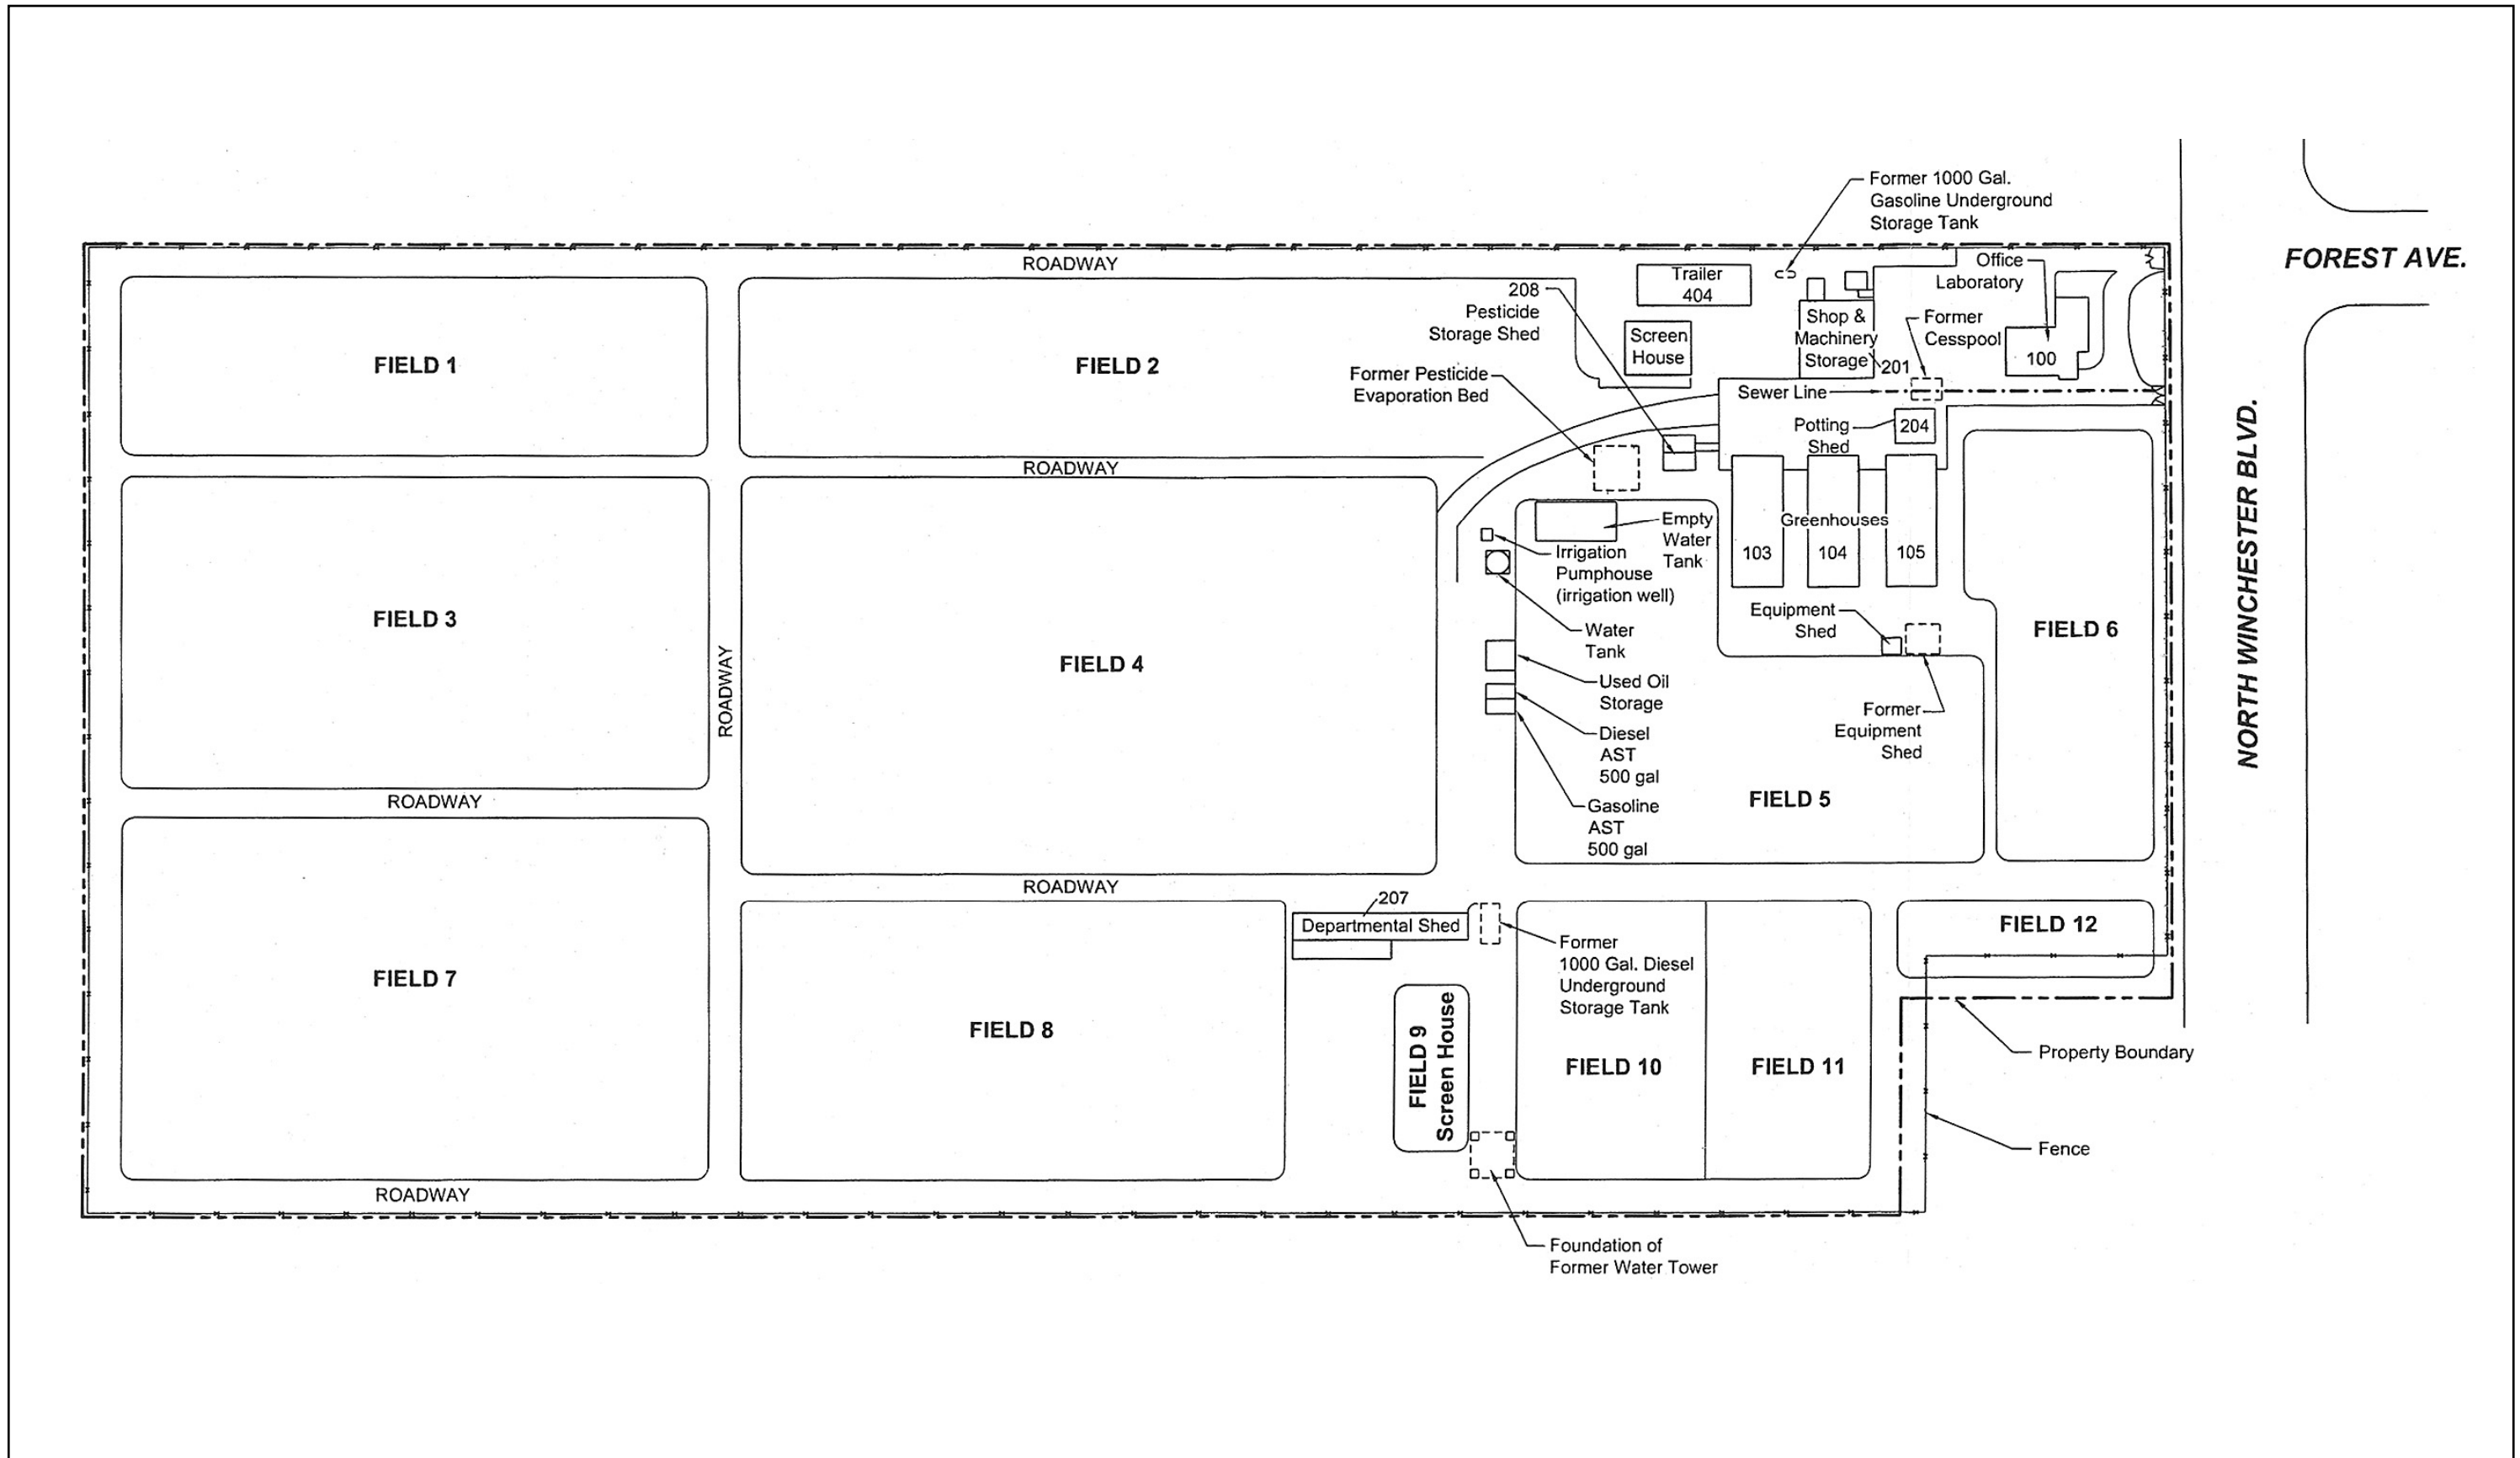 Former 1000 Gal.
Gasoline Underground
Storage Tank
FOREST AVE.
ROADWAY
Office
Laboratory
Trailer
404
208
Pesticide
Storage Shed
Shop &
Machinery
Storage
201
Former
Cesspool
100
Screen
House
FIELD 1
FIELD 2
Former Pesticide
Evaporation Bed
Sewer Line
Potting
Shed
204
ROADWAY
NORTH WINCHESTER BLVD.
Empty
Water
Tank
Greenhouses
103
104
105
Irrigation
Pumphouse
(irrigation well)
Equipment
Shed
FIELD 3
FIELD 4
FIELD 6
Water
Tank
ROADWAY
Used Oil
Storage
Former
Equipment
Shed
Diesel
AST
500 gal
ROADWAY
Gasoline
AST
500 gal
FIELD 5
ROADWAY
207
Departmental Shed
FIELD 12
Former
1000 Gal. Diesel
Underground
Storage Tank
FIELD 7
FIELD 8
FIELD 9
Screen House
FIELD 10
FIELD 11
Property Boundary
Fence
ROADWAY
Foundation of
Former Water Tower